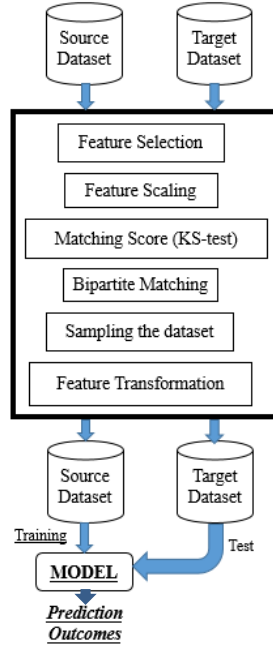 Source
Dataset
Target
Dataset
Feature Selection
Feature Scaling
Matching Score (KS-test)
Bipartite Matching
Sampling the dataset
Feature Transformation
Source
Dataset
Target
Dataset
Training
Test
MODEL
Prediction
Outcomes